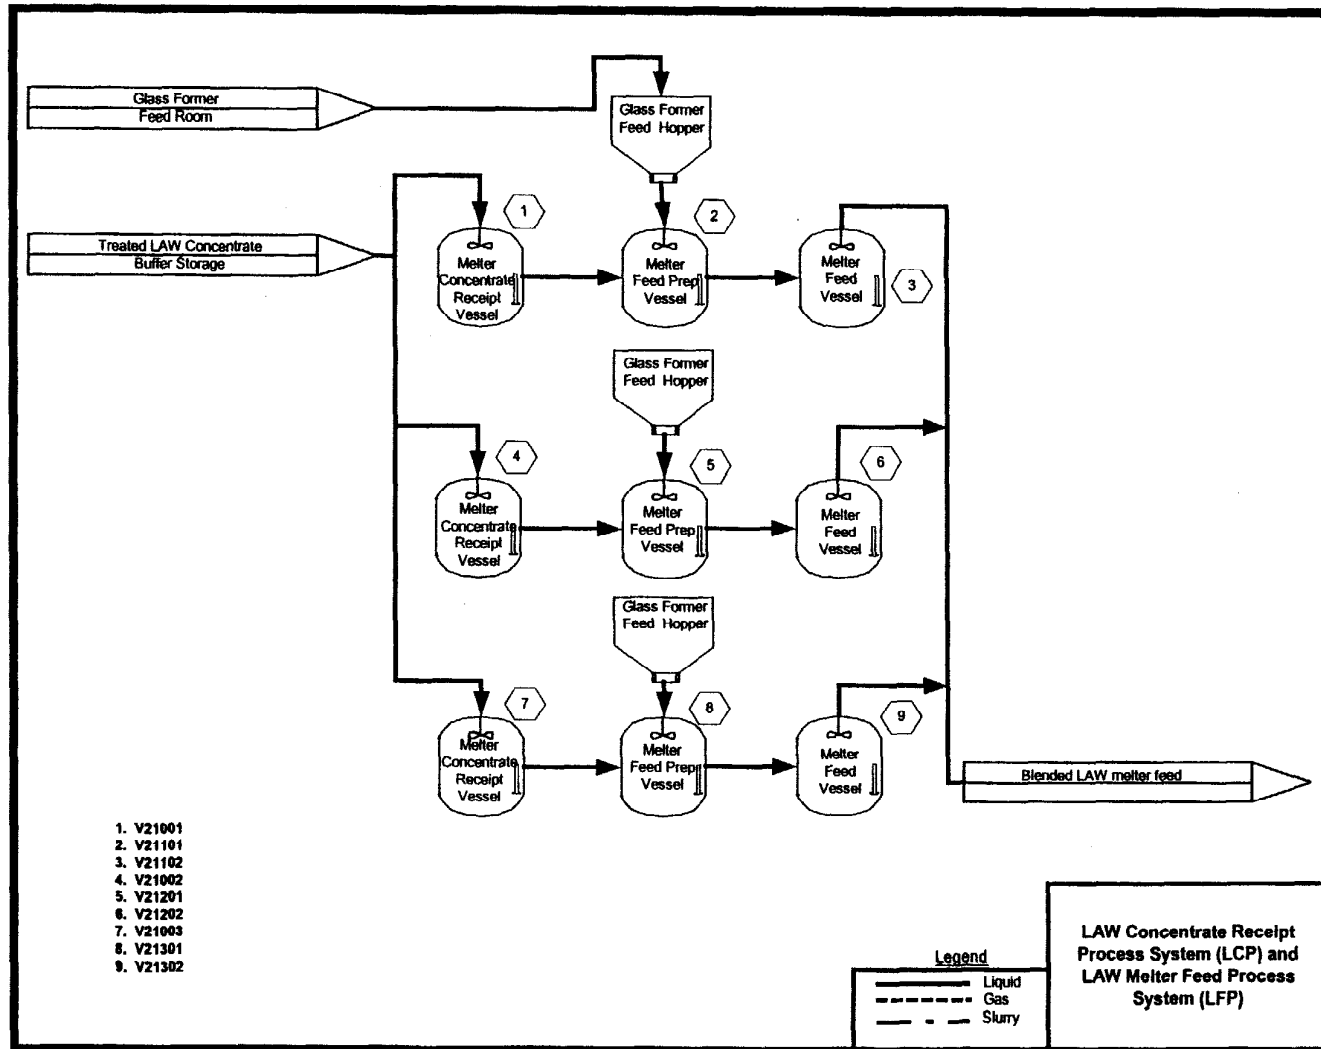 Glass Former
Feed Room
Glass Former
Feed Hopper
Treated LAW Concentrate
Buffer Storage
1
2
3
Melter
Concentrate
Receipt
Vessel
Melter
Feed Prep
Vessel
Melter
Feed
Vessel
Glass Former
Feed Hopper
4
5
6
Melter
Concentrate
Receipt
Vessel
Melter
Feed Prep
Vessel
Melter
Feed
Vessel
Glass Former
Feed Hopper
7
8
9
Melter
Concentrate
Receipt
Vessel
Melter
Feed Prep
Vessel
Melter
Feed
Vessel
Blended LAW melter feed
1. V21001
2. V21101
3. V21102
4. V21002
5. V21201
6. V21202
7. V21003
8. V21301
9. V21302
Legend
Liquid
Gas
Slurry
LAW Concentrate Receipt
Process System (LCP) and
LAW Melter Feed Process
System (LFP)